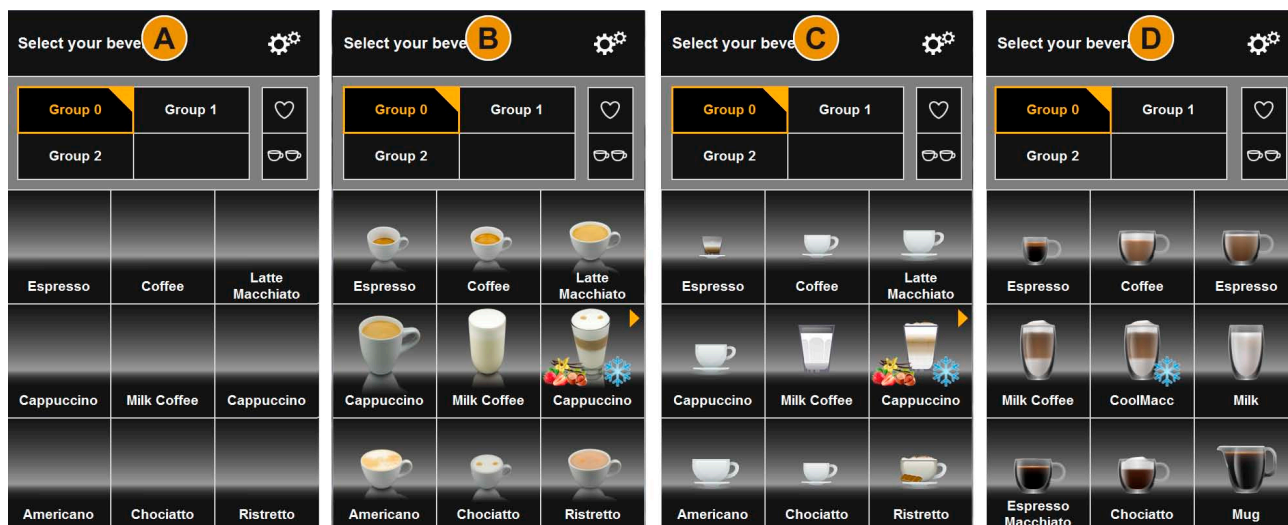 Select your beve
A
Group 0
Group 1
Group 2
Espresso
Coffee
Latte
Macchiato
Cappuccino
Milk Coffee
Cappuccino
Americano
Chociatto
Ristretto
Select your bev
B
Group 0
Group 1
Group 2
Espresso
Coffee
Latte
Macchiato
Cappuccino
Milk Coffee
Cappuccino
Americano
Chociatto
Ristretto
Select your beve
C
Group 0
Group 1
Group 2
Espresso
Coffee
Latte
Macchiato
Cappuccino
Milk Coffee
Cappuccino
Americano
Chociatto
Ristretto
Select your bevera
D
Group 0
Group 1
Group 2
Espresso
Coffee
Espresso
Milk Coffee
CoolMacc
Milk
Espresso
Macchiato
Chociatto
Mug